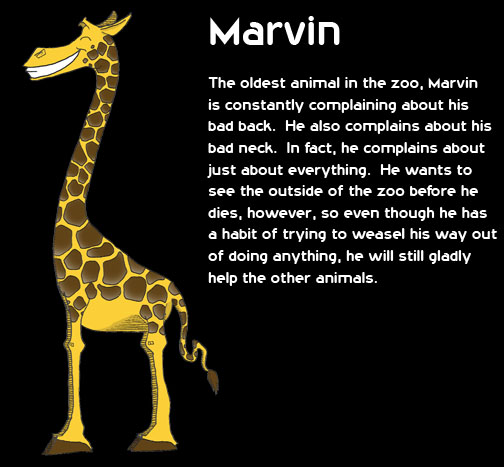 Marvin
The oldest animal in the zoo, Marvin
is constantly complaining about his
bad back.  He also complains about his
bad neck.  In fact, he complains about
just about everything.  He wants to
see the outside of the zoo before he
dies, however, so even though he has
a habit of trying to weasel his way out
of doing anything, he will still gladly
help the other animals.